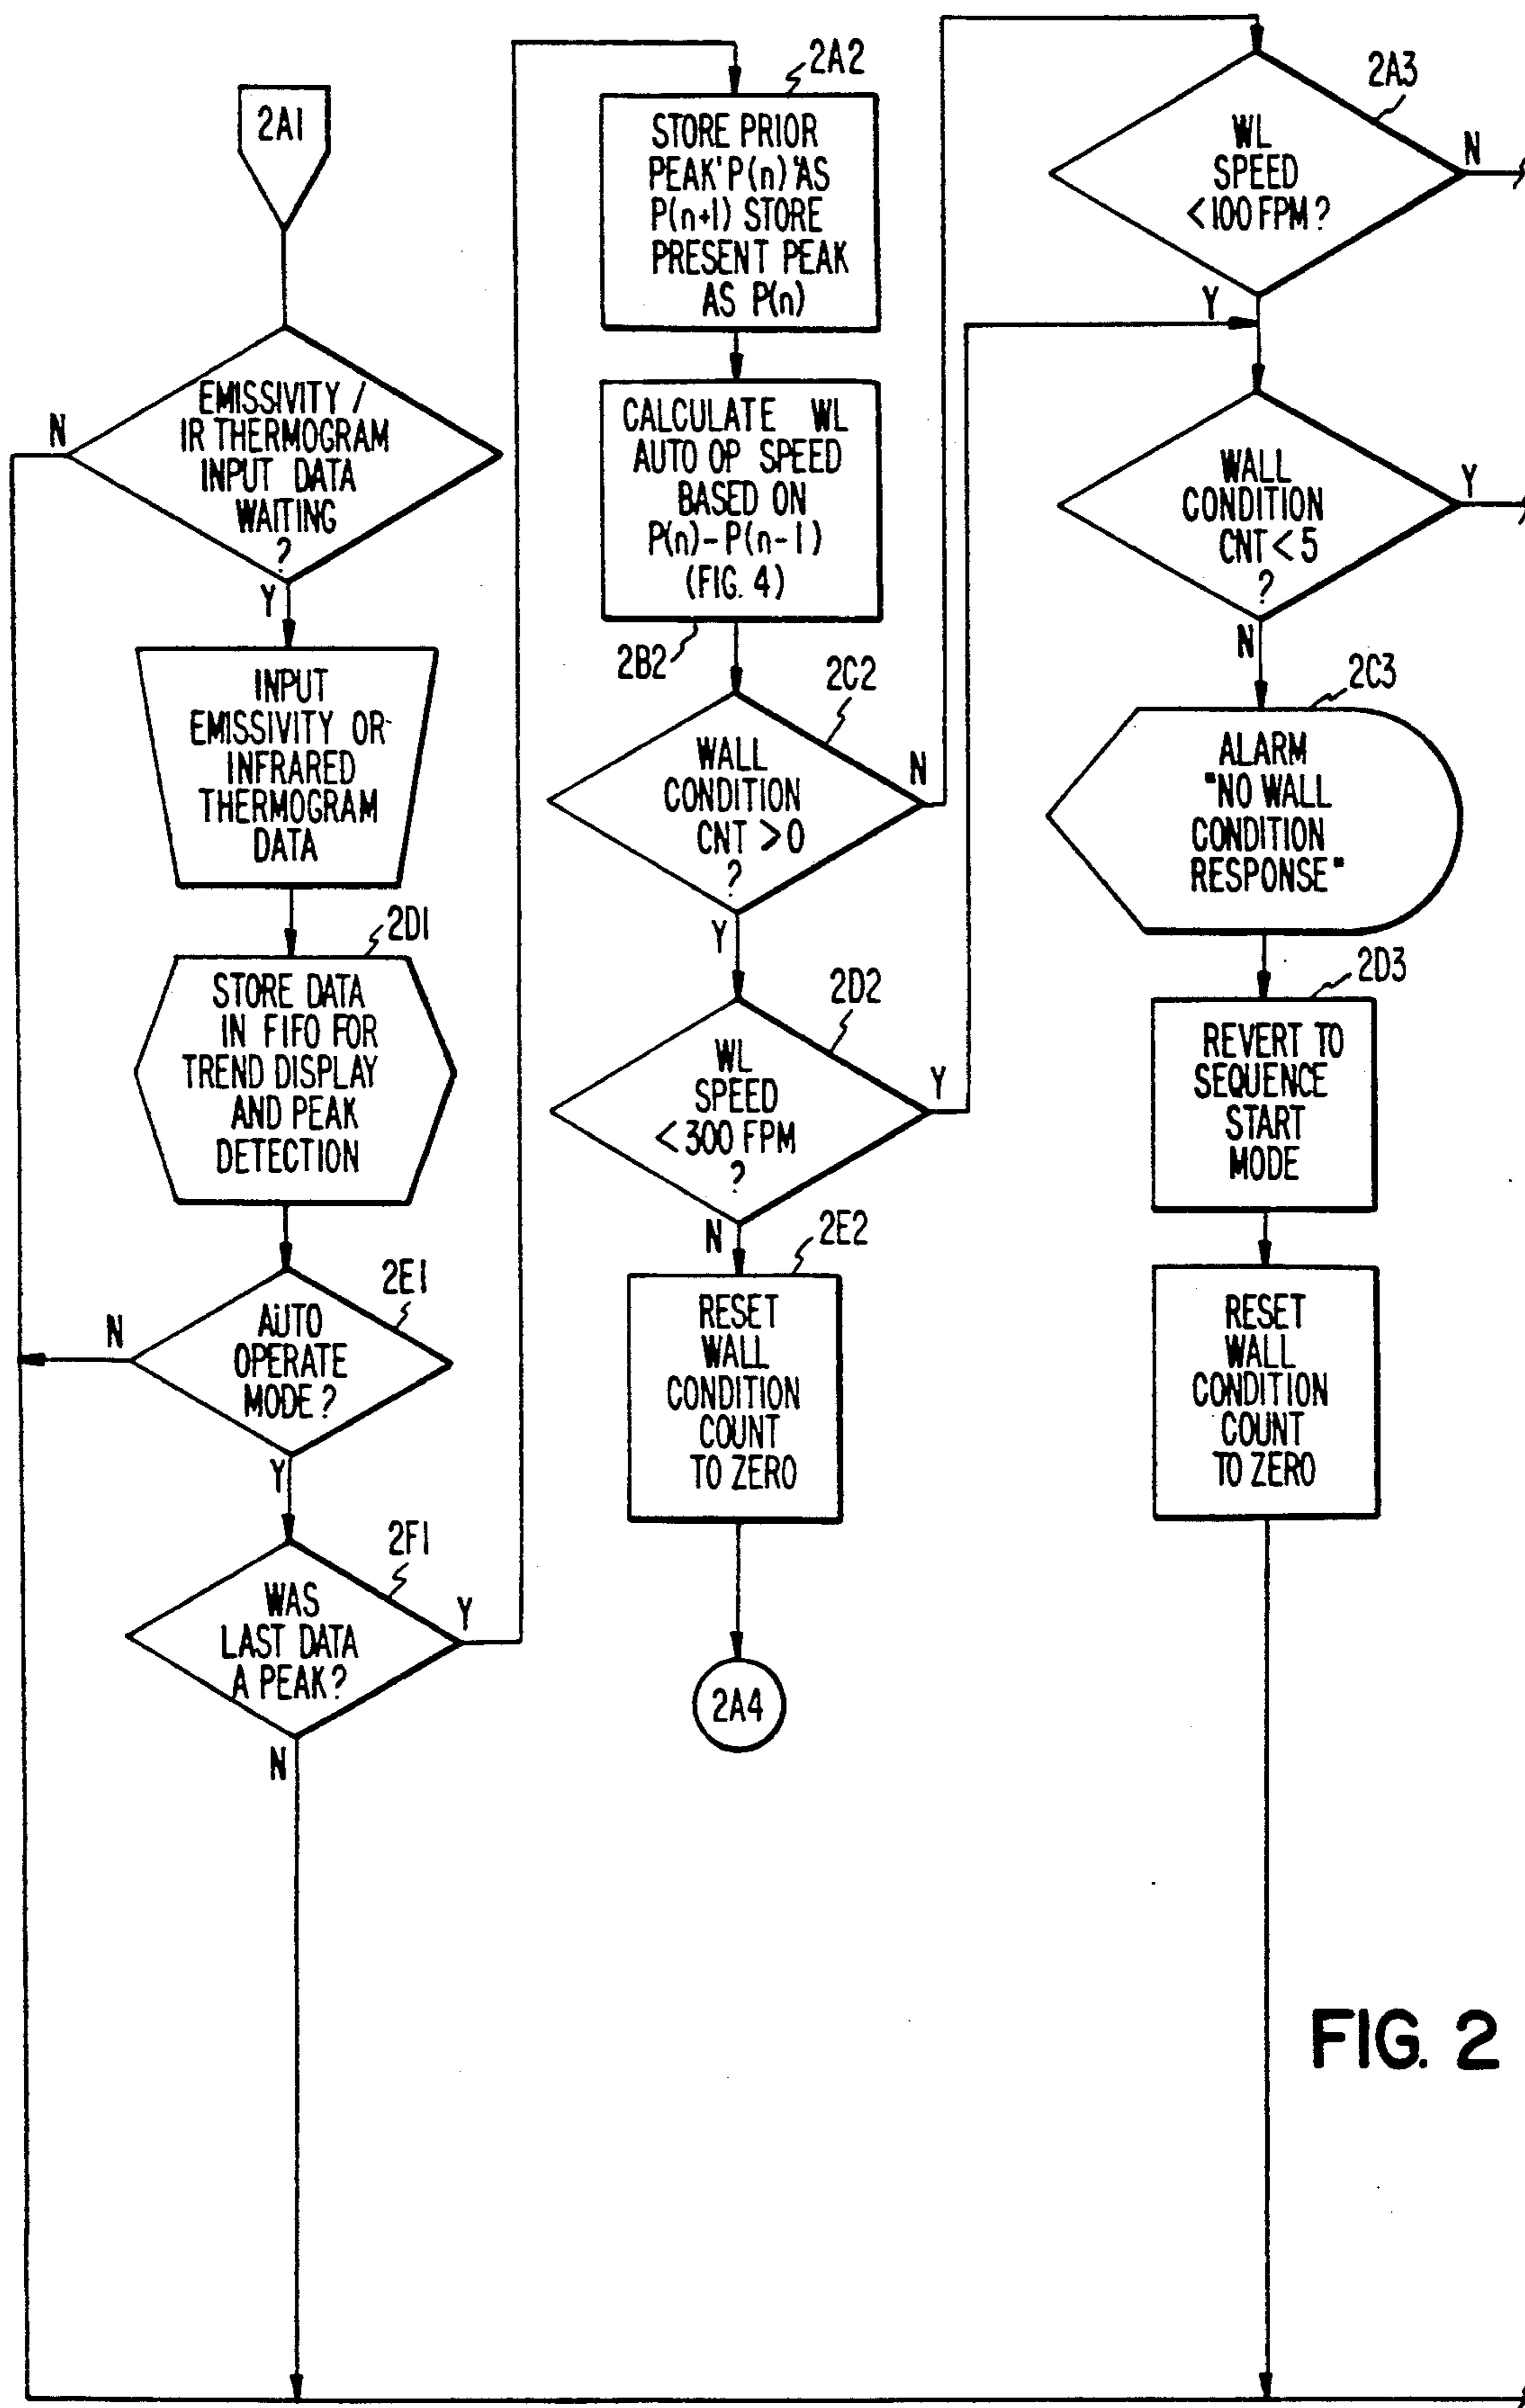 2A1
N
EMISSIVITY /
IR THERMOGRAM
INPUT DATA
WAITING
?
Y
INPUT
EMISSIVITY OR
INFRARED
THERMOGRAM
DATA
2D1
STORE DATA
IN FIFO FOR
TREND DISPLAY
AND PEAK
DETECTION
2E1
N
AUTO
OPERATE
MODE?
Y
2F1
WAS
LAST DATA
A PEAK?
Y
N
2A2
STORE PRIOR
PEAK'P(n)"AS
P(n+1) STORE
PRESENT PEAK
AS P(n)
CALCULATE WL
AUTO OP SPEED
BASED ON
P(n)-P(n-1)
(FIG. 4)
2B2
2C2
WALL
CONDITION
CNT >0
?
N
Y
2D2
WL
SPEED
<300 FPM
?
Y
N
2E2
RESET
WALL
CONDITION
COUNT
TO ZERO
2A4
2A3
WL
SPEED
<100 FPM?
N
Y
WALL
CONDITION
CNT<5
?
Y
N
2C3
ALARM
"NO WALL
CONDITION
RESPONSE"
2D3
REVERT TO
SEQUENCE
START
MODE
RESET
WALL
CONDITION
COUNT
TO ZERO
FIG. 2